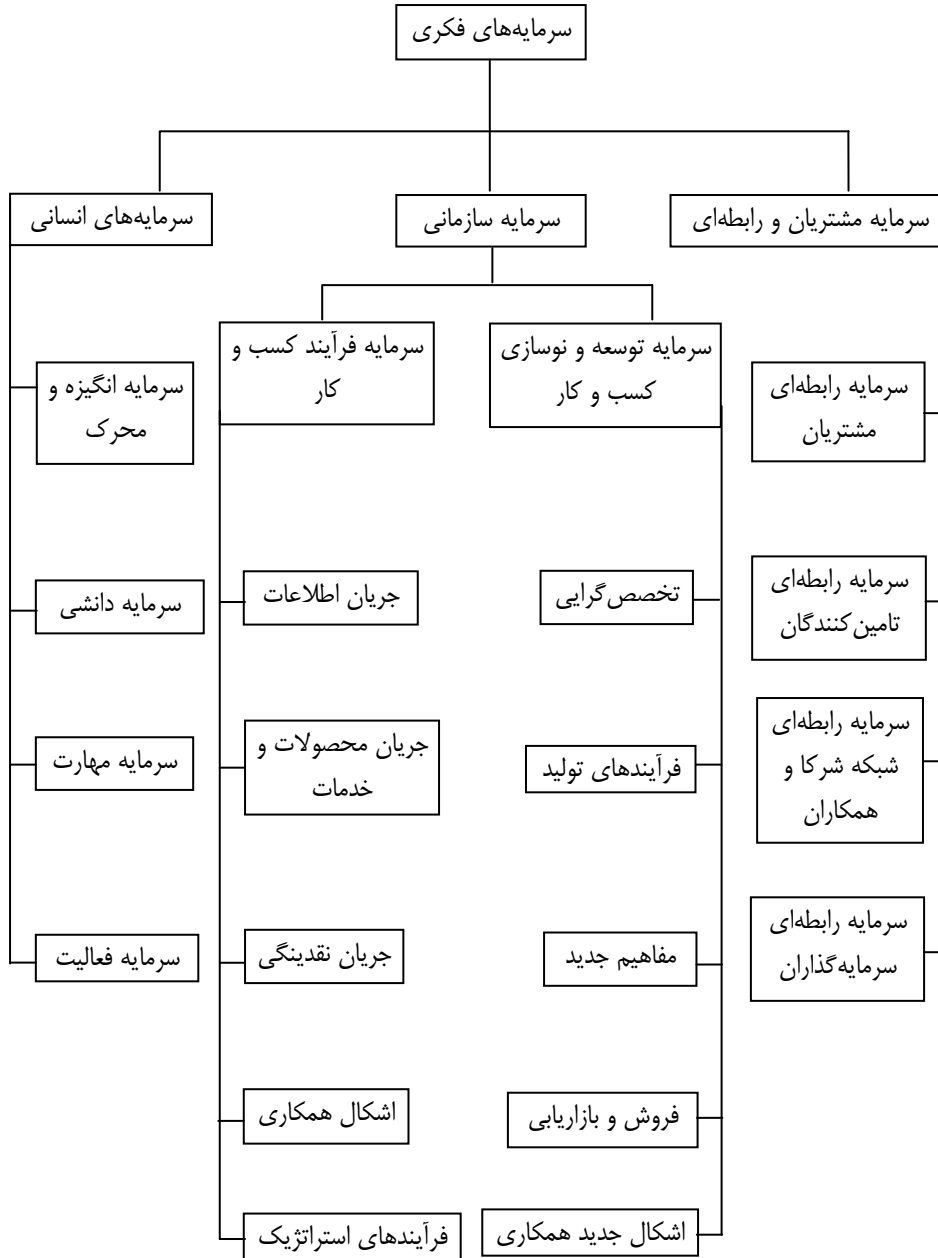 سرمایه‌های فکری
سرمایه مشتریان و رابطه‌ای
سرمایه سازمانی
سرمایه‌های انسانی
سرمایه رابطه‌ای
مشتریان
سرمایه رابطه‌ای
تامین‌کنندگان
سرمایه رابطه‌ای
شبکه شرکا و
همکاران
سرمایه رابطه‌ای
سرمایه‌گذاران
سرمایه توسعه و نوسازی
کسب و کار
تخصص‌گرایی
فرآیندهای تولید
مفاهیم جدید
فروش و بازاریابی
اشکال جدید همکاری
سرمایه فرآیند کسب و
کار
جریان اطلاعات
جریان محصولات و
خدمات
جریان نقدینگی
اشکال همکاری
فرآیندهای استراتژیک
سرمایه انگیزه و
محرک
سرمایه دانشی
سرمایه مهارت
سرمایه فعالیت